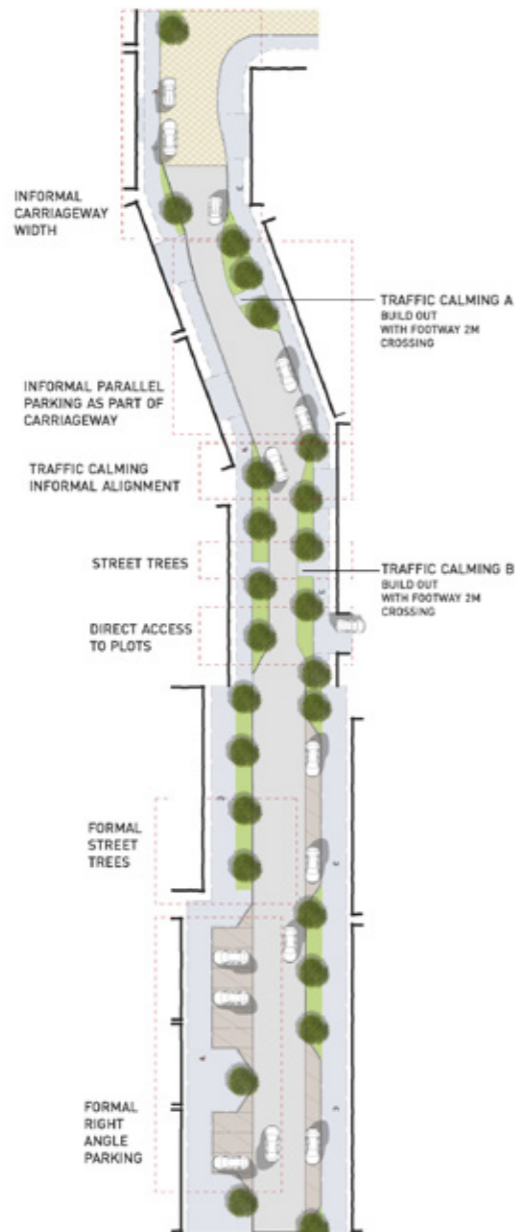 INFORMAL
CARRIAGEWAY
WIDTH
TRAFFIC CALMING A
BUILD OUT
WITH FOOTWAY 2M
CROSSING
INFORMAL PARALLEL
PARKING AS PART OF
CARRIAGEWAY
TRAFFIC CALMING
INFORMAL ALIGNMENT
STREET TREES
TRAFFIC CALMING B
BUILD OUT
WITH FOOTWAY 2M
CROSSING
DIRECT ACCESS
TO PLOTS
FORMAL
STREET
TREES
FORMAL
RIGHT
ANGLE
PARKING